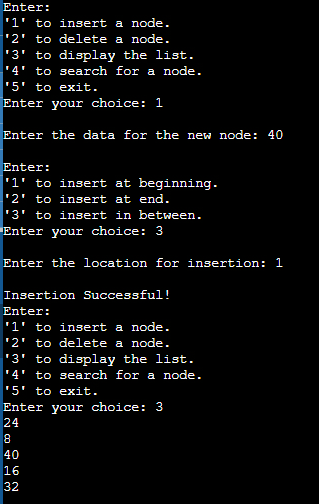 Enter:
'1' to insert a node.
'2' to delete a node.
'3' to display the list.
'4' to search for a node.
'5' to exit.
Enter your choice: 1
Enter the data for the new node: 40
Enter:
'1' to insert at beginning.
'2' to insert at end.
'3' to insert in between.
Enter your choice: 3
Enter the location for insertion: 1
Insertion Successful!
Enter:
'1' to insert a node.
'2' to delete a node.
'3' to display the list.
'4' to search for a node.
'5' to exit.
Enter your choice: 3
24
8
40
16
32